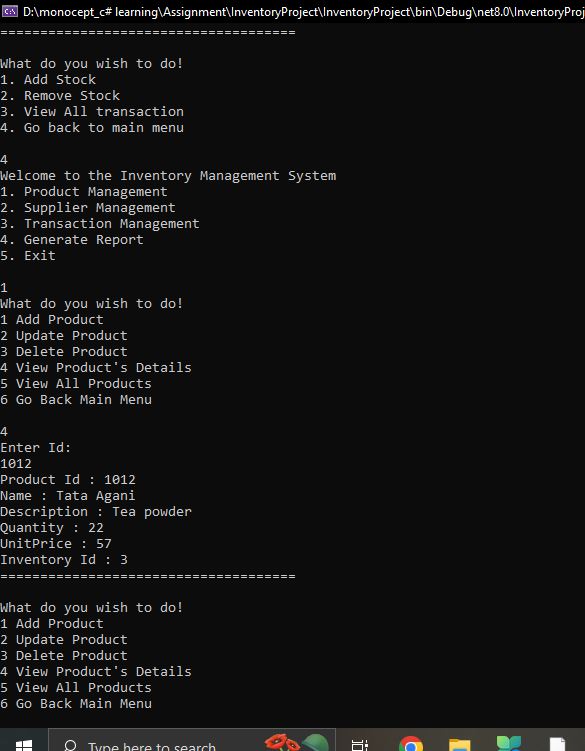 D:\monocept_c# learning\Assignment\InventoryProject\InventoryProject\bin\Debug\net8.0\InventoryProj
=====================================
What do you wish to do!
1. Add Stock
2. Remove Stock
3. View All transaction
4. Go back to main menu
4
Welcome to the Inventory Management System
1. Product Management
2. Supplier Management
3. Transaction Management
4. Generate Report
5. Exit
1
What do you wish to do!
1 Add Product
2 Update Product
3 Delete Product
4 View Product's Details
5 View All Products
6 Go Back Main Menu
4
Enter Id:
1012
Product Id : 1012
Name : Tata Agani
Description : Tea powder
Quantity : 22
UnitPrice : 57
Inventory Id : 3
=====================================
What do you wish to do!
1 Add Product
2 Update Product
3 Delete Product
4 View Product's Details
5 View All Products
6 Go Back Main Menu
Type here to search